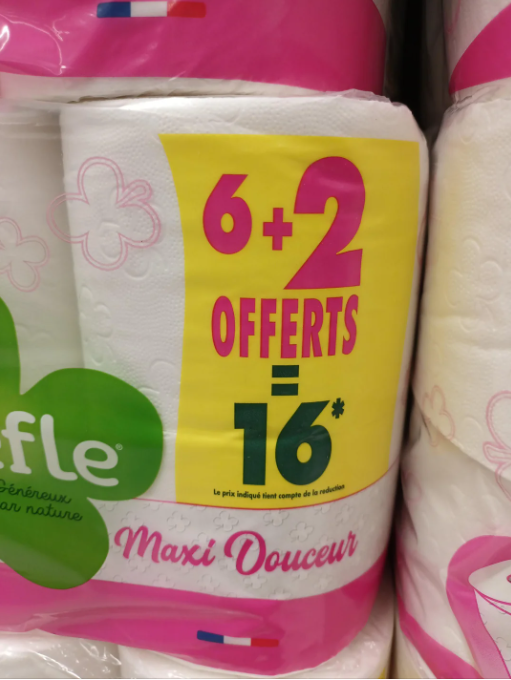 6+2
OFFERTS
=
16*
Le prix indiqué tient compte de la réduction
efle®
Généreux
par nature
Maxi Douceur